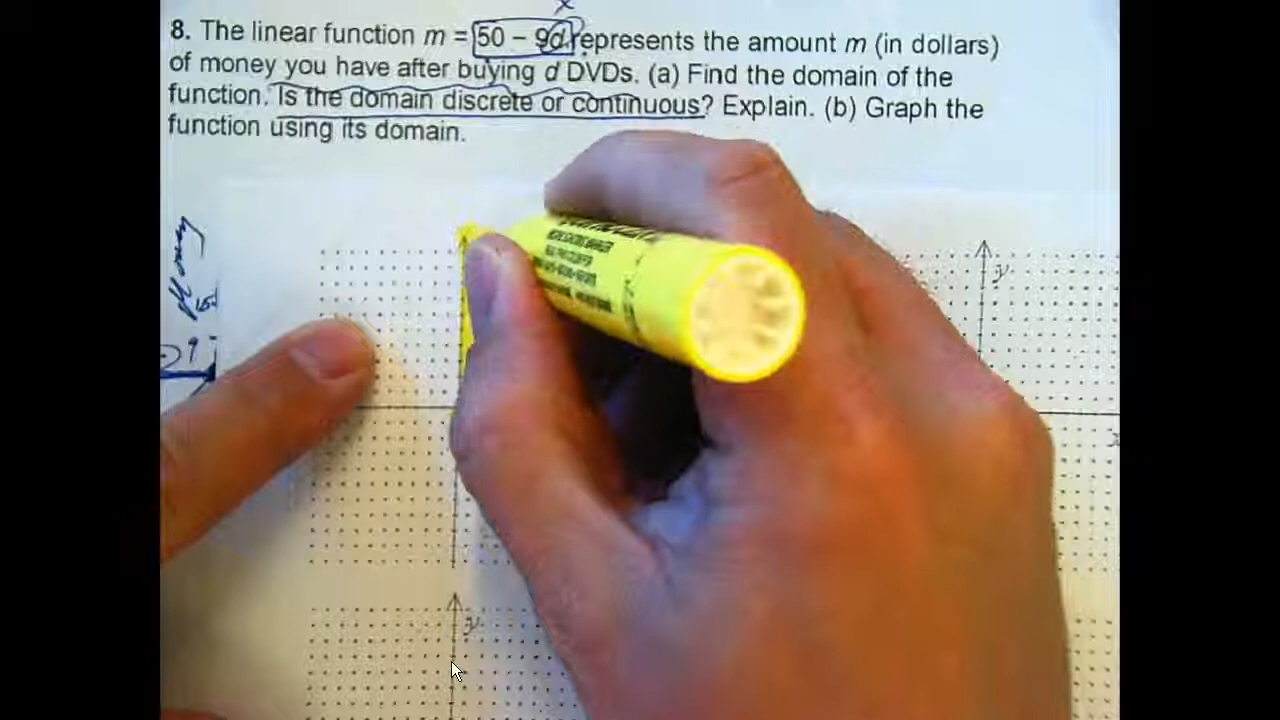 x
8. The linear function m = 50 – 9d represents the amount m (in dollars)
of money you have after buying d DVDs. (a) Find the domain of the
function. Is the domain discrete or continuous? Explain. (b) Graph the
function using its domain.
Money
y
y
x